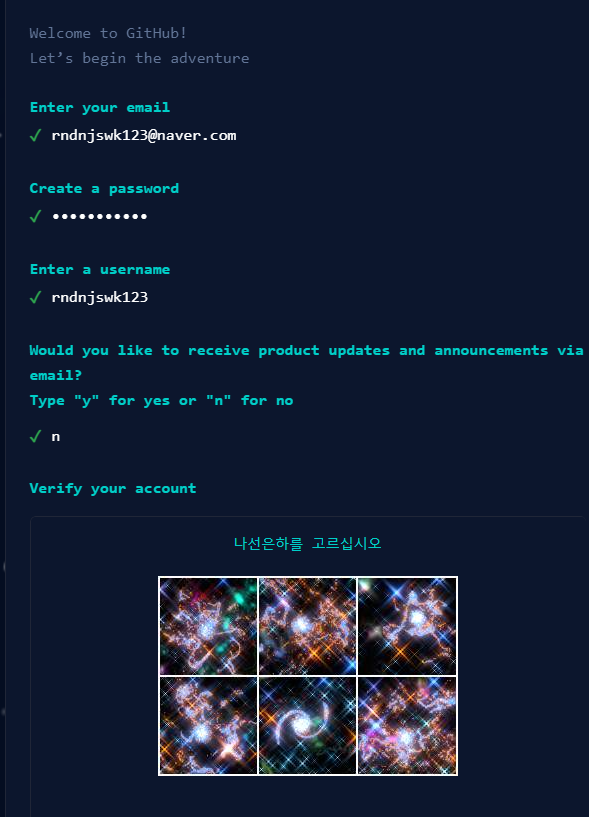 Welcome to GitHub!
Let’s begin the adventure
Enter your email
✓ rndnjswk123@naver.com
Create a password
✓ •••••••••••
Enter a username
✓ rndnjswk123
Would you like to receive product updates and announcements via
email?
Type "y" for yes or "n" for no
✓ n
Verify your account
나선은하를 고르십시오